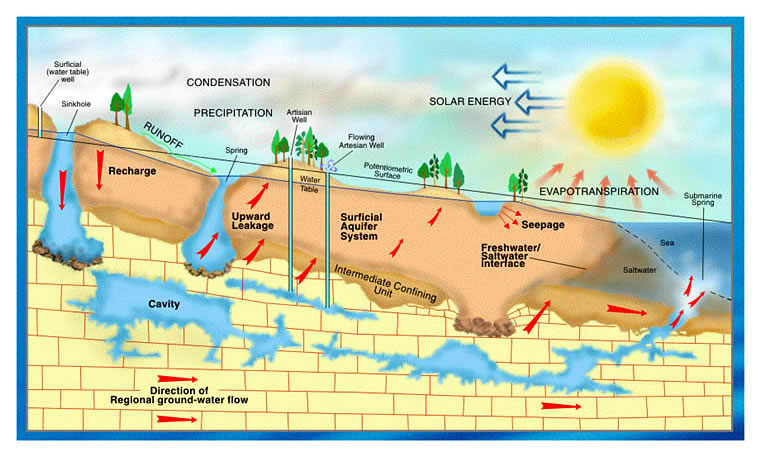 Surficial
(water table)
well
Sinkhole
CONDENSATION
PRECIPITATION
Artisian
Well
SOLAR ENERGY
RUNOFF
Spring
Flowing
Artesian Well
Potentiometric
Surface
Recharge
Water
Table
EVAPOTRANSPIRATION
Submarine
Spring
Upward
Leakage
Surficial
Aquifer
System
Seepage
Freshwater/
Saltwater
Interface
Sea
Saltwater
Intermediate Confining
Unit
Cavity
Direction of
Regional ground-water flow